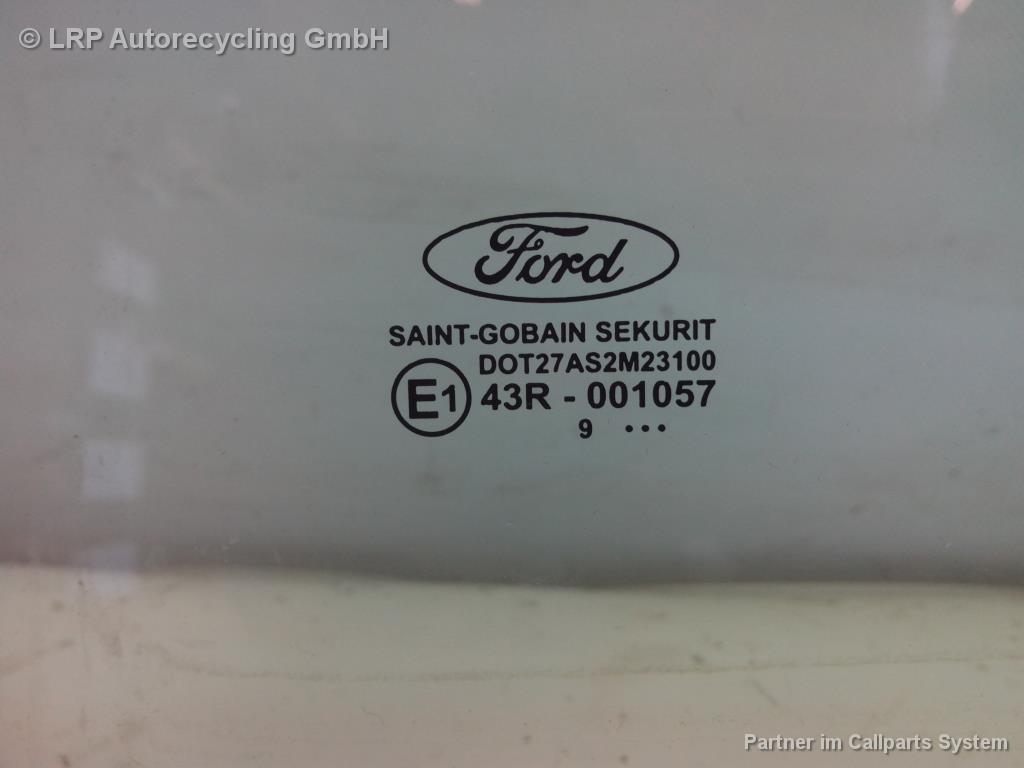 © LRP Autorecycling GmbH
Ford
SAINT-GOBAIN SEKURIT
DOT27AS2M23100
E1 43R - 001057
9 •••
Partner im Callparts System